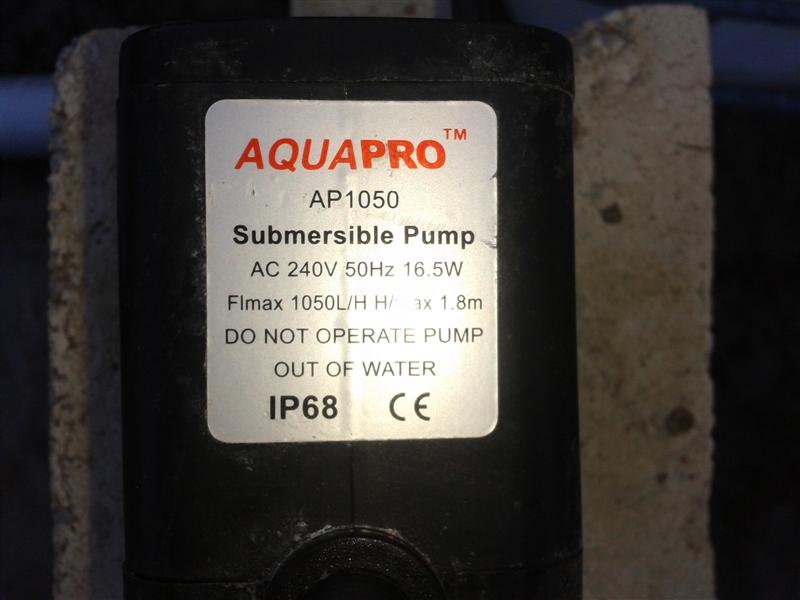 AQUAPRO™
AP1050
Submersible Pump
AC 240V 50Hz 16.5W
Flmax 1050L/H H/max 1.8m
DO NOT OPERATE PUMP
OUT OF WATER
IP68 CE